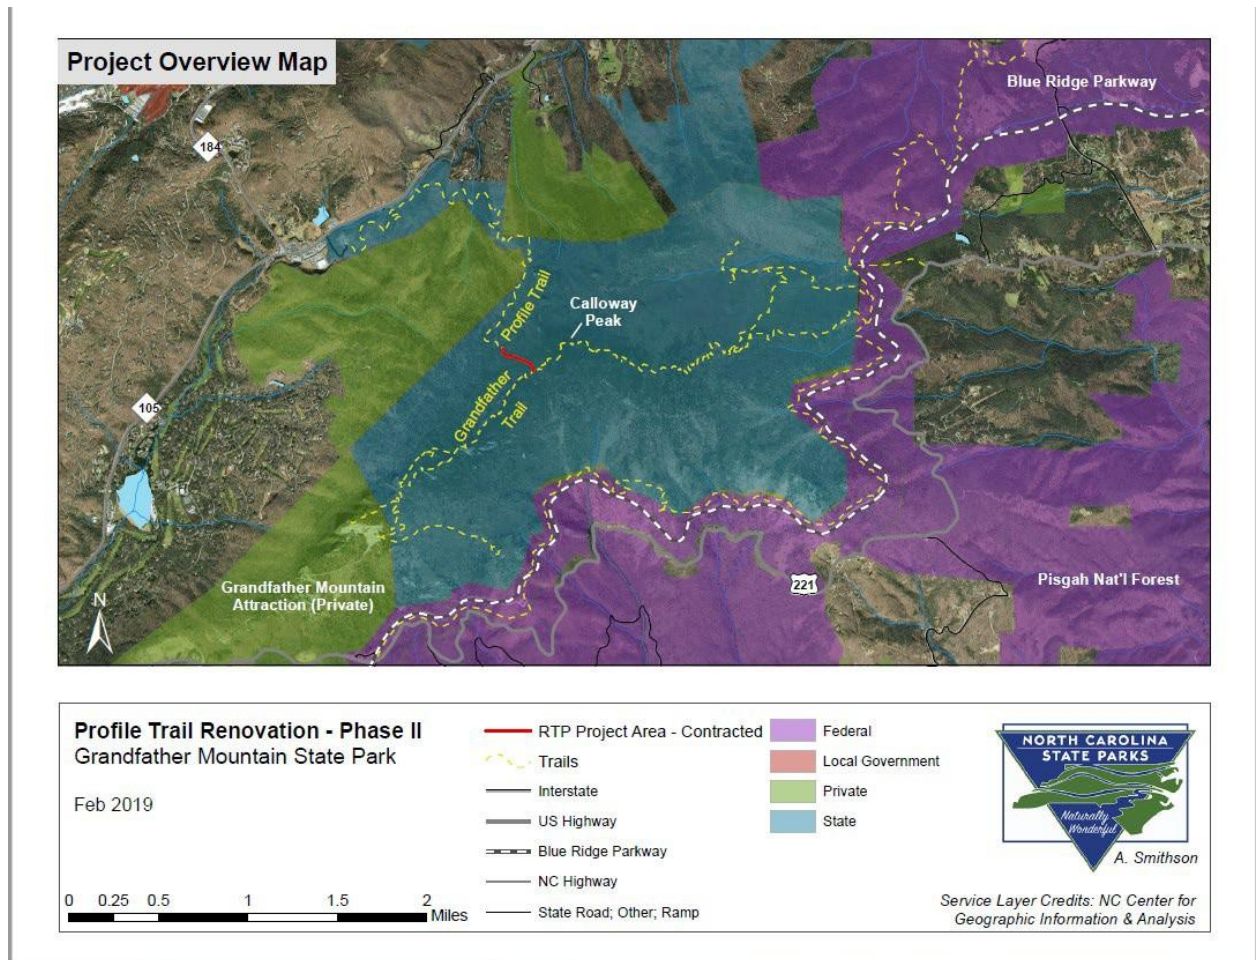 Project Overview Map
Blue Ridge Parkway
184
Profile Trail
Calloway
Peak
Grandfather
Trail
105
Grandfather Mountain
Attraction (Private)
221
Pisgah Nat'l Forest
N
Profile Trail Renovation - Phase II
Grandfather Mountain State Park
Feb 2019
0 0.25 0.5 1 1.5 2
Miles
RTP Project Area - Contracted
Trails
Interstate
US Highway
Blue Ridge Parkway
NC Highway
State Road; Other; Ramp
Federal
Local Government
Private
State
NORTH CAROLINA
STATE PARKS
Naturally
Wonderful
A. Smithson
Service Layer Credits: NC Center for
Geographic Information & Analysis